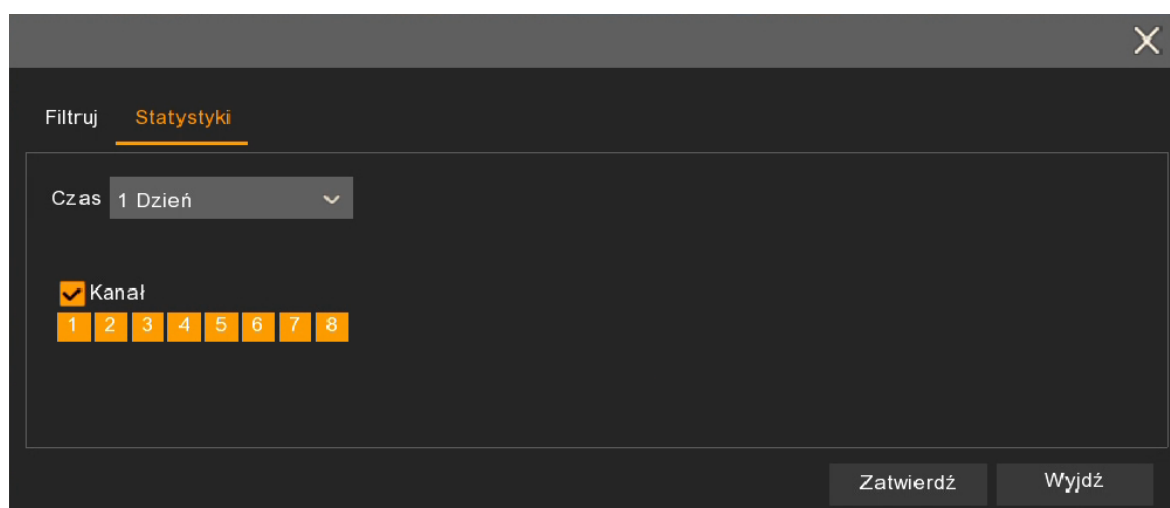 Filtruj Statystyki
Czas 1 Dzień
Kanał
1 2 3 4 5 6 7 8
Zatwierdź Wyjdź